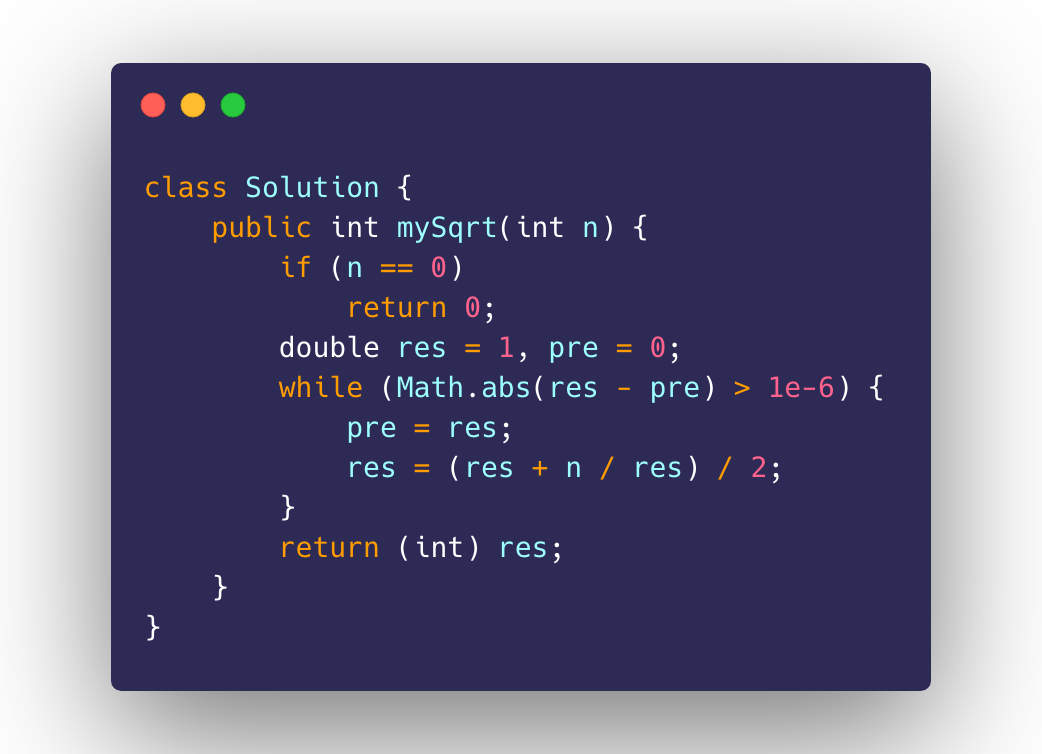 class Solution {
    public int mySqrt(int n) {
        if (n == 0)
            return 0;
        double res = 1, pre = 0;
        while (Math.abs(res - pre) > 1e-6) {
            pre = res;
            res = (res + n / res) / 2;
        }
        return (int) res;
    }
}